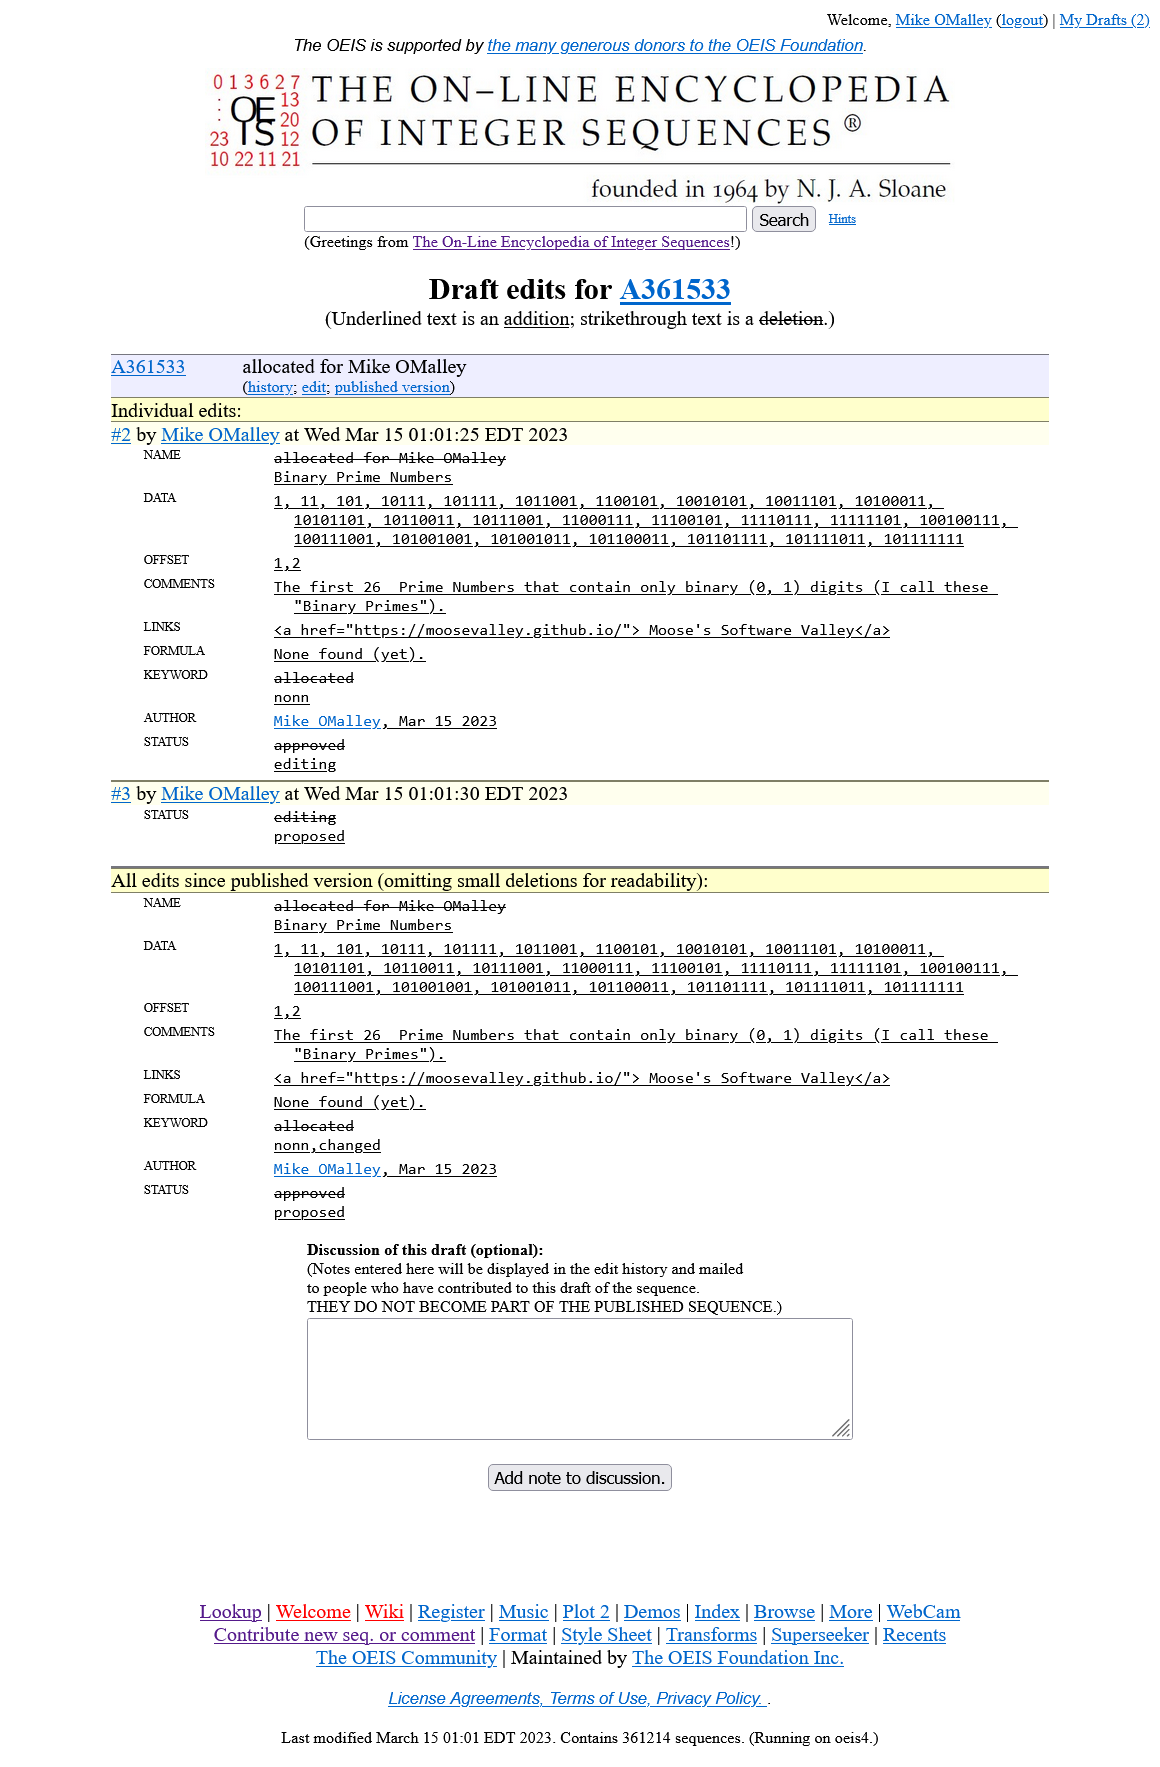 Welcome, Mike OMalley (logout) | My Drafts (2)
The OEIS is supported by the many generous donors to the OEIS Foundation.
0 1 3 6 2 7
: OE 13
: IS 20
23 12
10 22 11 21
THE ON-LINE ENCYCLOPEDIA
OF INTEGER SEQUENCES ®
founded in 1964 by N. J. A. Sloane
Search Hints
(Greetings from The On-Line Encyclopedia of Integer Sequences!)
Draft edits for A361533
(Underlined text is an addition; strikethrough text is a deletion.)
A361533 allocated for Mike OMalley
(history; edit; published version)
Individual edits:
#2 by Mike OMalley at Wed Mar 15 01:01:25 EDT 2023
NAME allocated for Mike OMalley
Binary Prime Numbers
DATA 1, 11, 101, 10111, 101111, 1011001, 1100101, 10010101, 10011101, 10100011,
10101101, 10110011, 10111001, 11000111, 11100101, 11110111, 11111101, 100100111,
100111001, 101001001, 101001011, 101100011, 101101111, 101111011, 101111111
OFFSET 1,2
COMMENTS The first 26  Prime Numbers that contain only binary (0, 1) digits (I call these
"Binary Primes").
LINKS <a href="https://moosevalley.github.io/"> Moose's Software Valley</a>
FORMULA None found (yet).
KEYWORD allocated
nonn
AUTHOR Mike OMalley, Mar 15 2023
STATUS approved
editing
#3 by Mike OMalley at Wed Mar 15 01:01:30 EDT 2023
STATUS editing
proposed
All edits since published version (omitting small deletions for readability):
NAME allocated for Mike OMalley
Binary Prime Numbers
DATA 1, 11, 101, 10111, 101111, 1011001, 1100101, 10010101, 10011101, 10100011,
10101101, 10110011, 10111001, 11000111, 11100101, 11110111, 11111101, 100100111,
100111001, 101001001, 101001011, 101100011, 101101111, 101111011, 101111111
OFFSET 1,2
COMMENTS The first 26  Prime Numbers that contain only binary (0, 1) digits (I call these
"Binary Primes").
LINKS <a href="https://moosevalley.github.io/"> Moose's Software Valley</a>
FORMULA None found (yet).
KEYWORD allocated
nonn,changed
AUTHOR Mike OMalley, Mar 15 2023
STATUS approved
proposed
Discussion of this draft (optional):
(Notes entered here will be displayed in the edit history and mailed
to people who have contributed to this draft of the sequence.
THEY DO NOT BECOME PART OF THE PUBLISHED SEQUENCE.)
Add note to discussion.
Lookup | Welcome | Wiki | Register | Music | Plot 2 | Demos | Index | Browse | More | WebCam
Contribute new seq. or comment | Format | Style Sheet | Transforms | Superseeker | Recents
The OEIS Community | Maintained by The OEIS Foundation Inc.
License Agreements, Terms of Use, Privacy Policy. .
Last modified March 15 01:01 EDT 2023. Contains 361214 sequences. (Running on oeis4.)